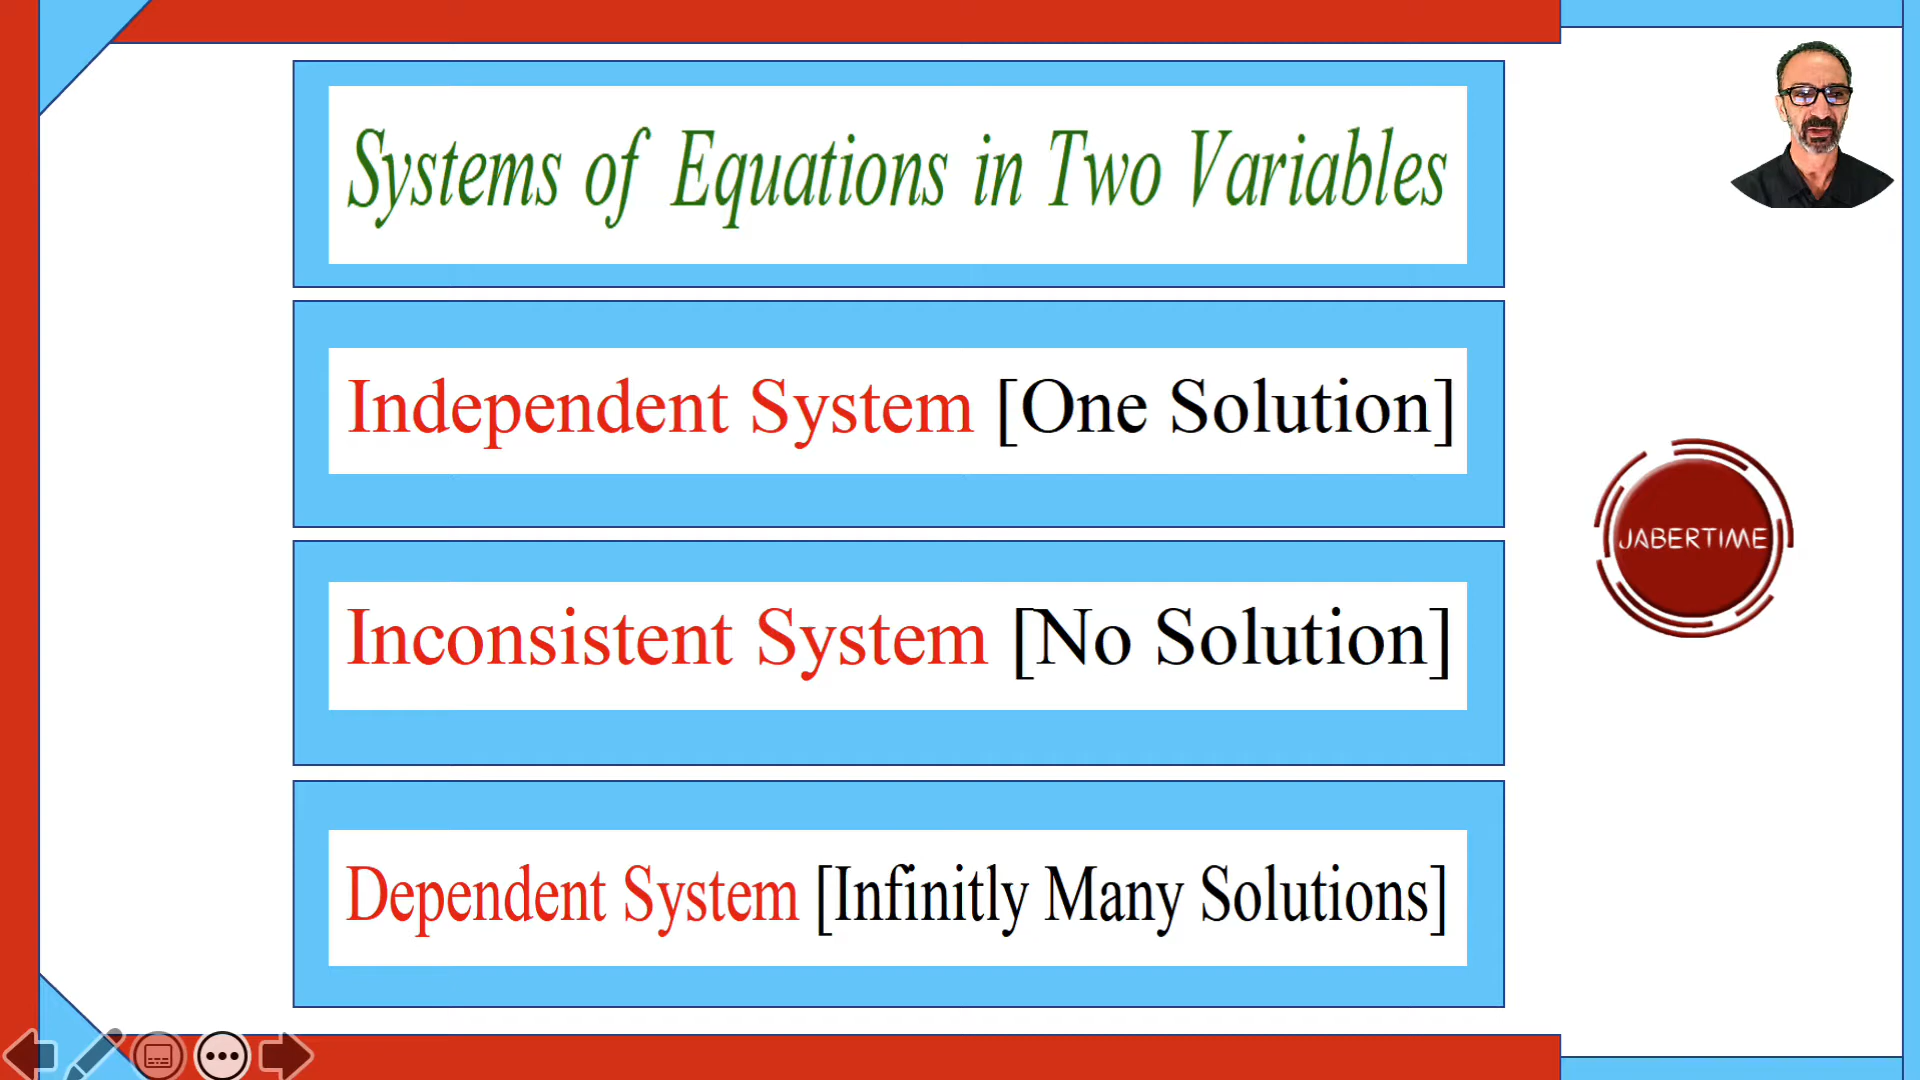 Systems of Equations in Two Variables
Independent System [One Solution]
Inconsistent System [No Solution]
Dependent System [Infinitly Many Solutions]
JABERTIME